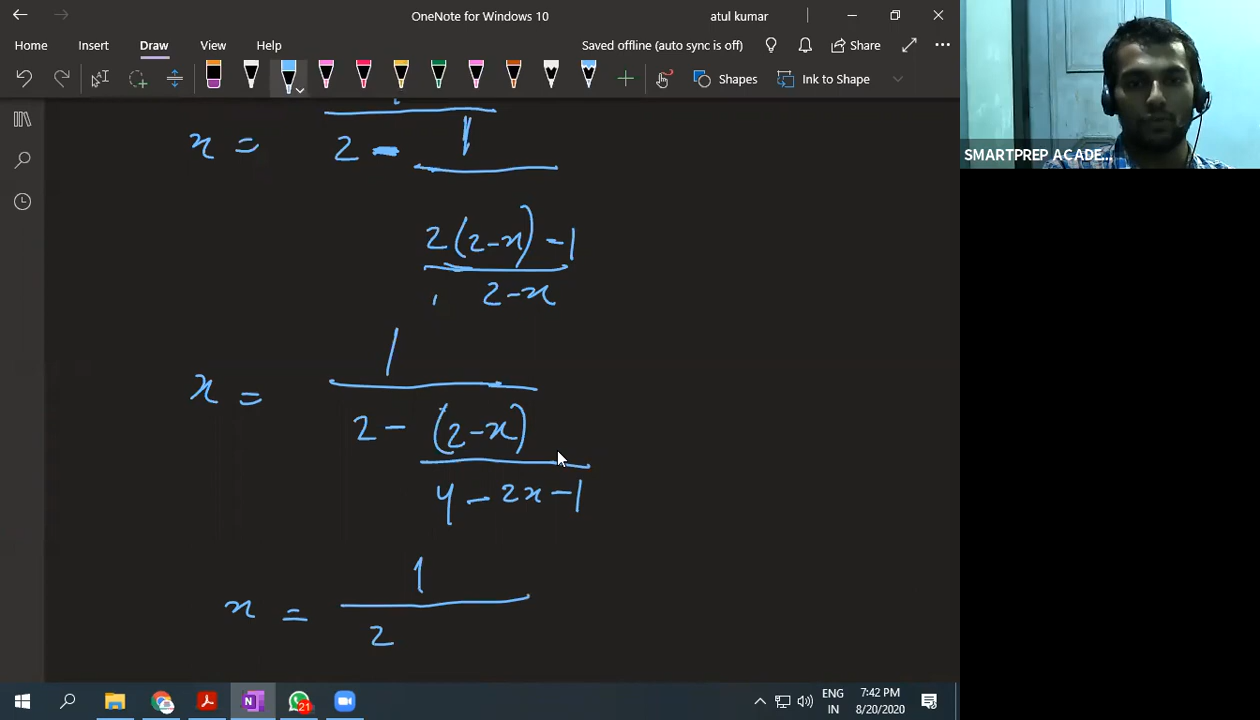 OneNote for Windows 10
atul kumar
Home Insert Draw View Help
Saved offline (auto sync is off)
Share
Shapes
Ink to Shape
x = 
2 - 1
2(2-x) -1
2-x
1
x =
2 - (2-x)
4 - 2x -1
1
x =
2
SMARTPREP ACADE...
21
N
ENG
IN
7:42 PM
8/20/2020